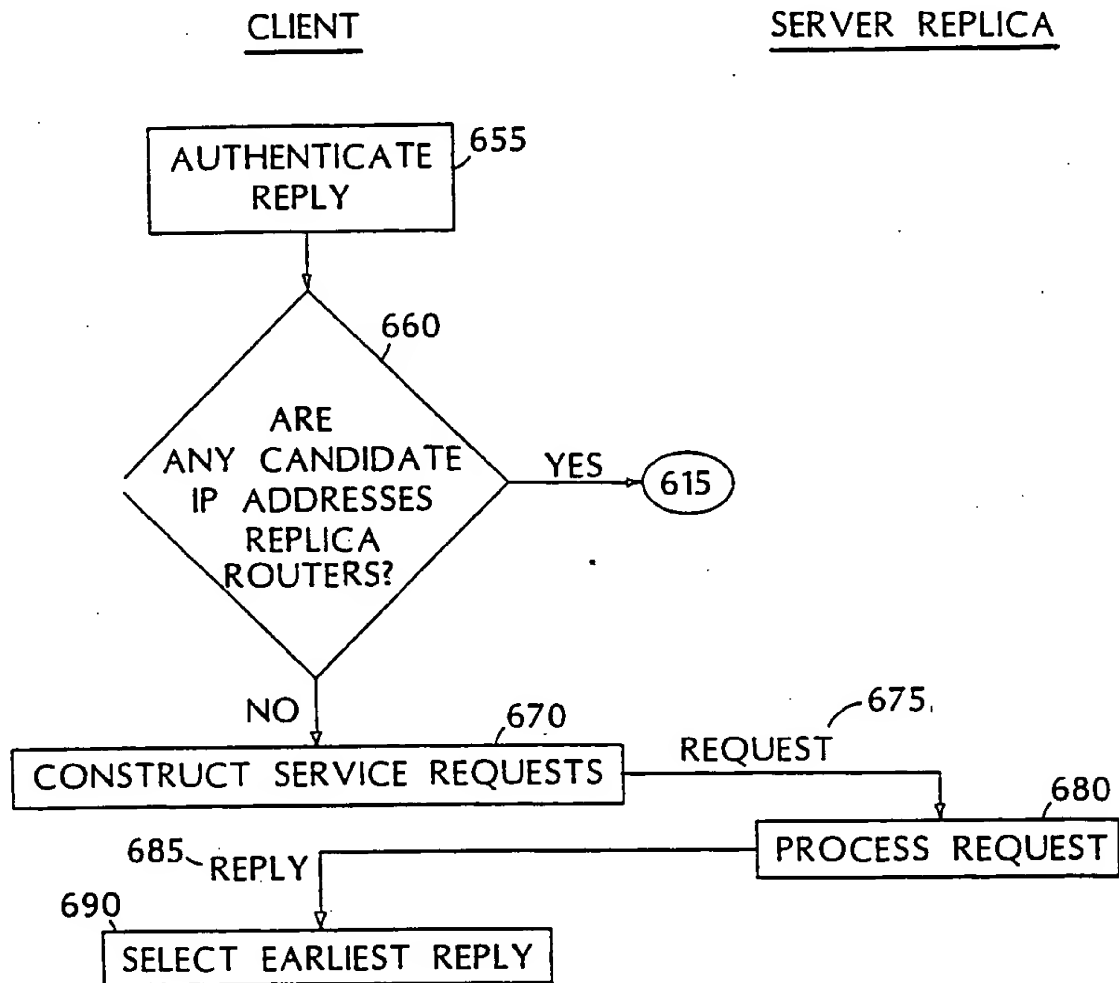 CLIENT
SERVER REPLICA
AUTHENTICATE
REPLY
655
660
ARE
ANY CANDIDATE
IP ADDRESSES
REPLICA
ROUTERS?
YES
615
NO
670
CONSTRUCT SERVICE REQUESTS
REQUEST
675
680
PROCESS REQUEST
685
REPLY
690
SELECT EARLIEST REPLY